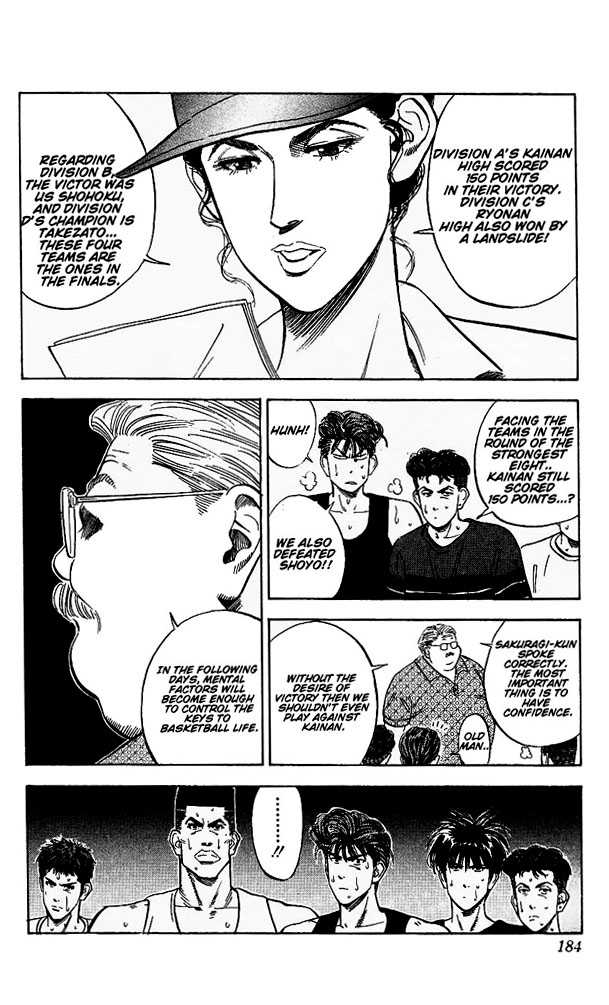 DIVISION A'S KAINAN
HIGH SCORED
150 POINTS
IN THEIR VICTORY.
DIVISION C'S
RYONAN
HIGH ALSO WON BY
A LANDSLIDE!
REGARDING
DIVISION B,
THE VICTOR WAS
US SHOHOKU,
AND DIVISION
D'S CHAMPION IS
TAKEZATO...
THESE FOUR
TEAMS ARE
THE ONES IN
THE FINALS.
FACING THE
TEAMS IN THE
ROUND OF THE
STRONGEST
EIGHT..
KAINAN STILL
SCORED
150 POINTS...?
HUNH!
WE ALSO
DEFEATED
SHOYO!!
IN THE FOLLOWING
DAYS, MENTAL
FACTORS WILL
BECOME ENOUGH
TO CONTROL THE
KEYS TO
BASKETBALL LIFE.
SAKURAGI-KUN
SPOKE
CORRECTLY.
THE MOST
IMPORTANT
THING IS TO
HAVE
CONFIDENCE.
OLD
MAN..
WITHOUT THE
DESIRE OF
VICTORY THEN WE
SHOULDN'T EVEN
PLAY AGAINST
KAINAN.
........!!
184